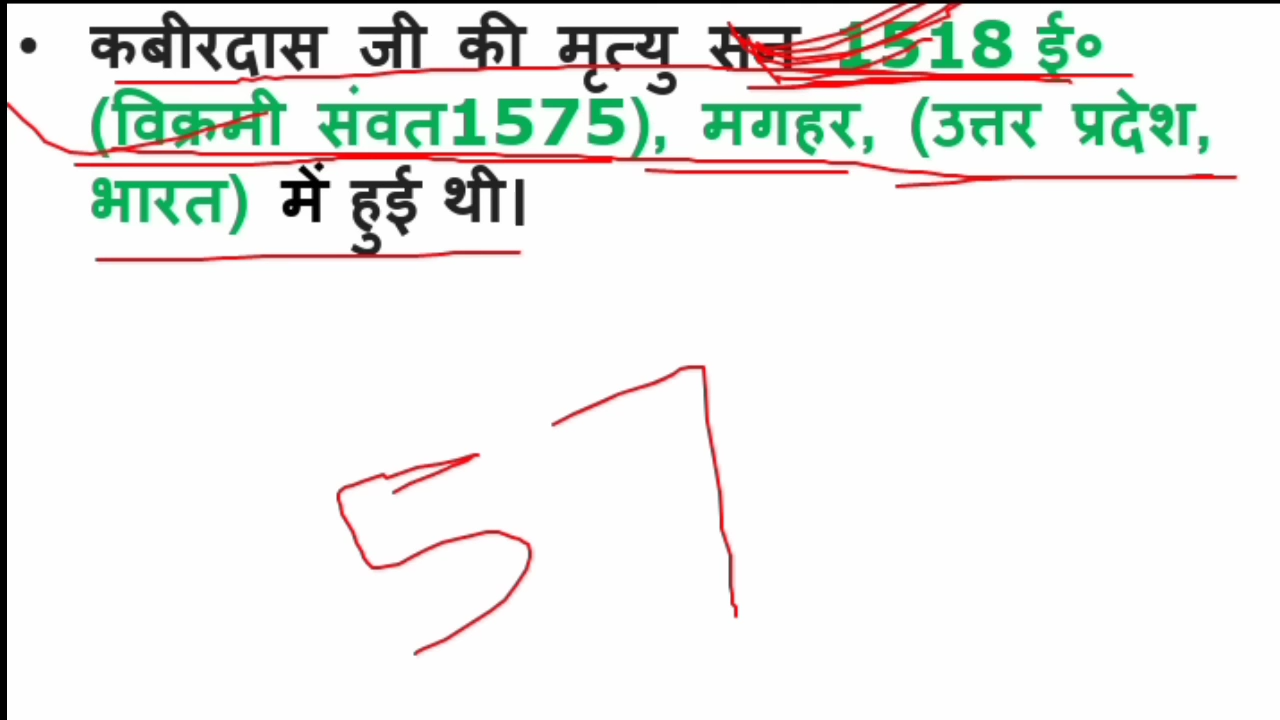 • कबीरदास जी की मृत्यु सन 1518 ई०
(विक्रमी संवत1575), मगहर, (उत्तर प्रदेश,
भारत) में हुई थी।
57